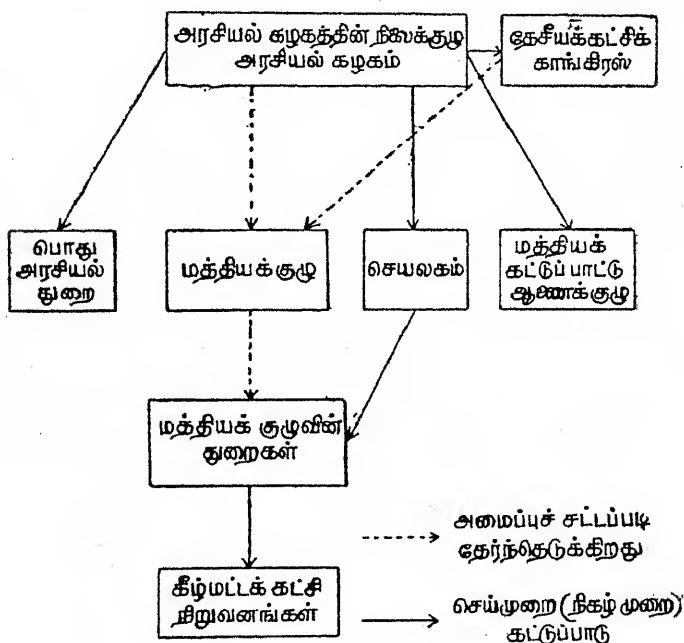 அரசியல் கழகத்தின் நிலைக்குழு
அரசியல் கழகம்
தேசீயக்கட்சிக்
காங்கிரஸ்
பொது
அரசியல்
துறை
மத்தியக்குழு
செயலகம்
மத்தியக்
கட்டுப்பாட்டு
ஆணைக்குழு
மத்தியக் குழுவின்
துறைகள்
கீழ்மட்டக் கட்சி
நிறுவனங்கள்
அமைப்புச் சட்டப்படி
தேர்ந்தெடுக்கிறது
செய்முறை (நிகழ்முறை)
கட்டுப்பாடு